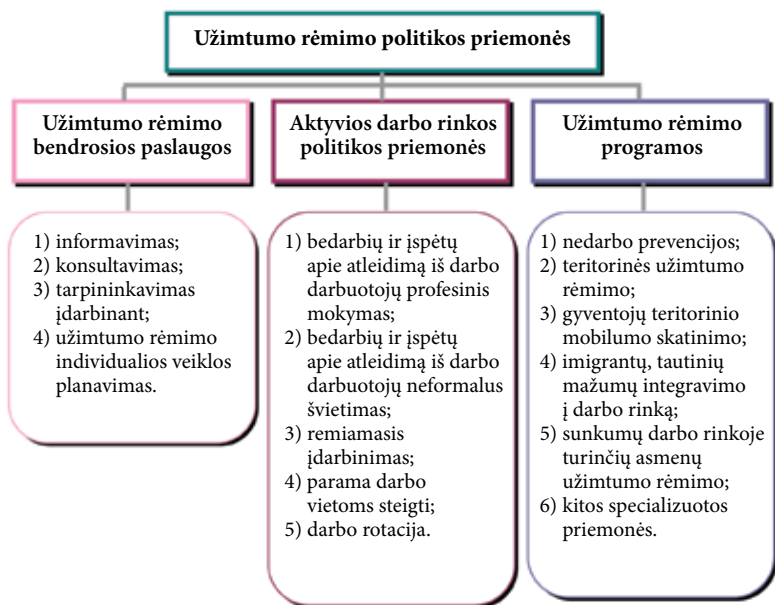 Užimtumo rėmimo politikos priemonės
Užimtumo rėmimo
bendrosios paslaugos
1) informavimas;
2) konsultavimas;
3) tarpininkavimas
įdarbinant;
4) užimtumo rėmimo
individualios veiklos
planavimas.
Aktyvios darbo rinkos
politikos priemonės
1) bedarbių ir įspėtų
apie atleidimą iš darbo
darbuotojų profesinis
mokymas;
2) bedarbių ir įspėtų
apie atleidimą iš darbo
darbuotojų neformalus
švietimas;
3) remiamasis
įdarbinimas;
4) parama darbo
vietoms steigti;
5) darbo rotacija.
Užimtumo rėmimo
programos
1) nedarbo prevencijos;
2) teritorinės užimtumo
rėmimo;
3) gyventojų teritorinio
mobilumo skatinimo;
4) imigrantų, tautinių
mažumų integravimo
į darbo rinką;
5) sunkumų darbo rinkoje
turinčių asmenų
užimtumo rėmimo;
6) kitos specializuotos
priemonės.